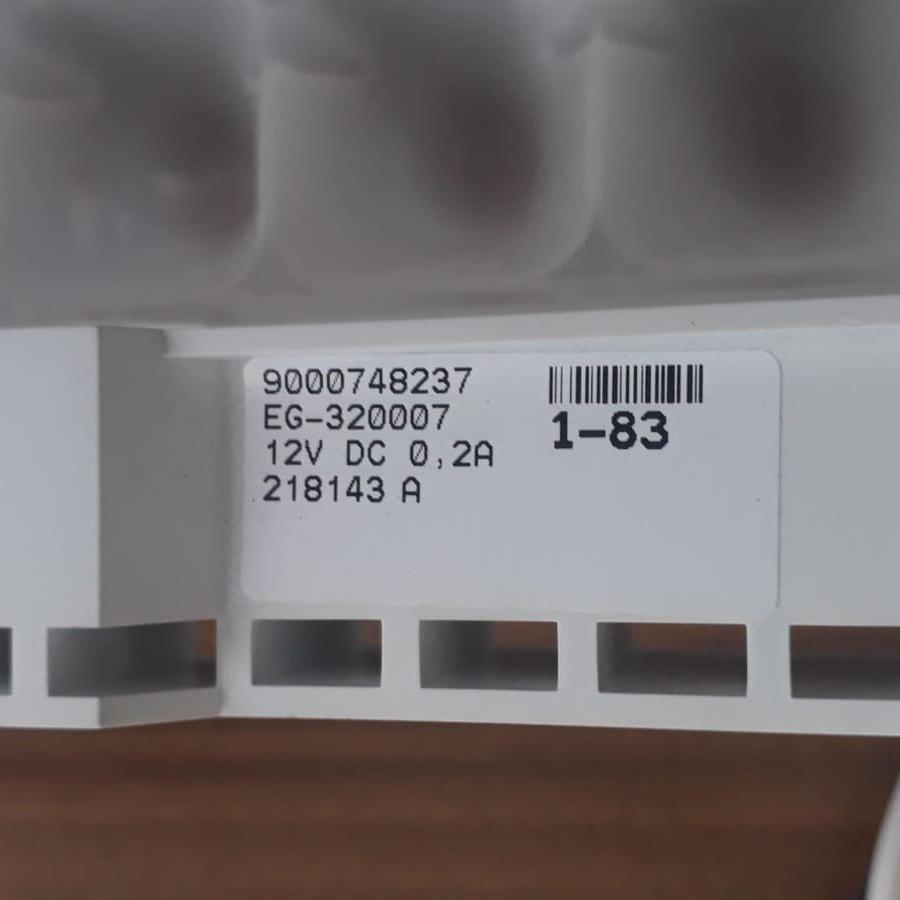 9000748237
EG-320007
12V DC 0,2A
218143 A
1-83